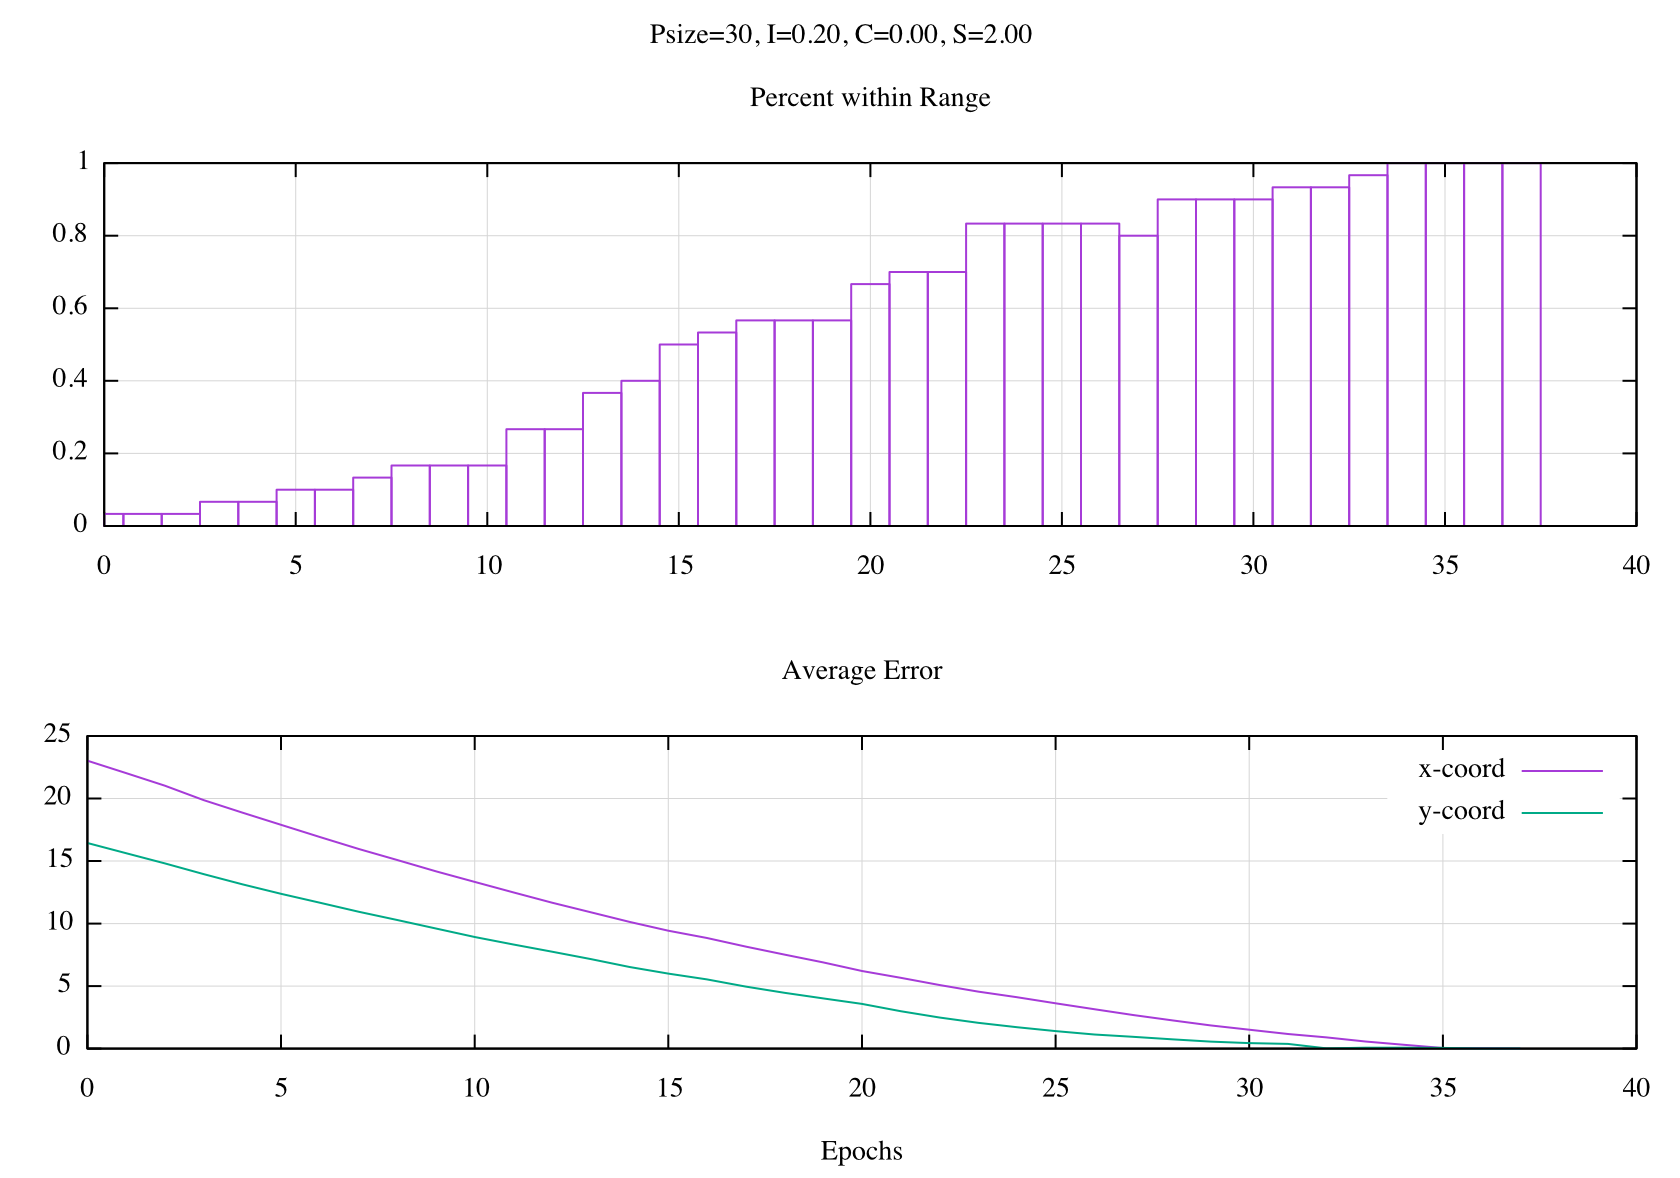 Psize=30, I=0.20, C=0.00, S=2.00
Percent within Range
1
0.8
0.6
0.4
0.2
0
0 5 10 15 20 25 30 35 40
Average Error
25
20
15
10
5
0
x-coord
y-coord
0 5 10 15 20 25 30 35 40
Epochs